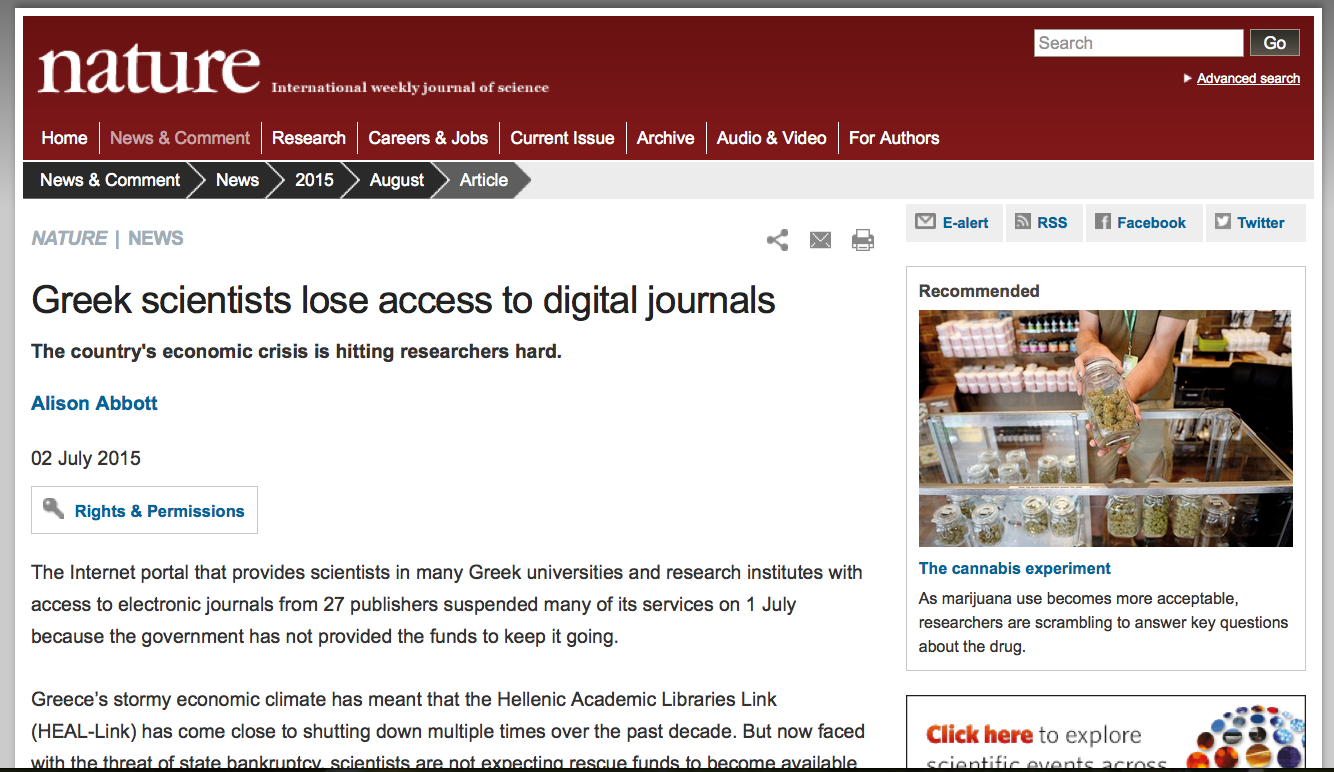 nature
International weekly journal of science
Search
Go
Advanced search
Home
News & Comment
Research
Careers & Jobs
Current Issue
Archive
Audio & Video
For Authors
News & Comment
News
2015
August
Article
NATURE | NEWS
E-alert
RSS
Facebook
Twitter
Greek scientists lose access to digital journals
The country's economic crisis is hitting researchers hard.
Alison Abbott
02 July 2015
Rights & Permissions
The Internet portal that provides scientists in many Greek universities and research institutes with
access to electronic journals from 27 publishers suspended many of its services on 1 July
because the government has not provided the funds to keep it going.
Greece’s stormy economic climate has meant that the Hellenic Academic Libraries Link
(HEAL-Link) has come close to shutting down multiple times over the past decade. But now faced
with the threat of state bankruptcy, scientists are not expecting rescue funds to become available
Recommended
The cannabis experiment
As marijuana use becomes more acceptable,
researchers are scrambling to answer key questions
about the drug.
Click here to explore
scientific events across